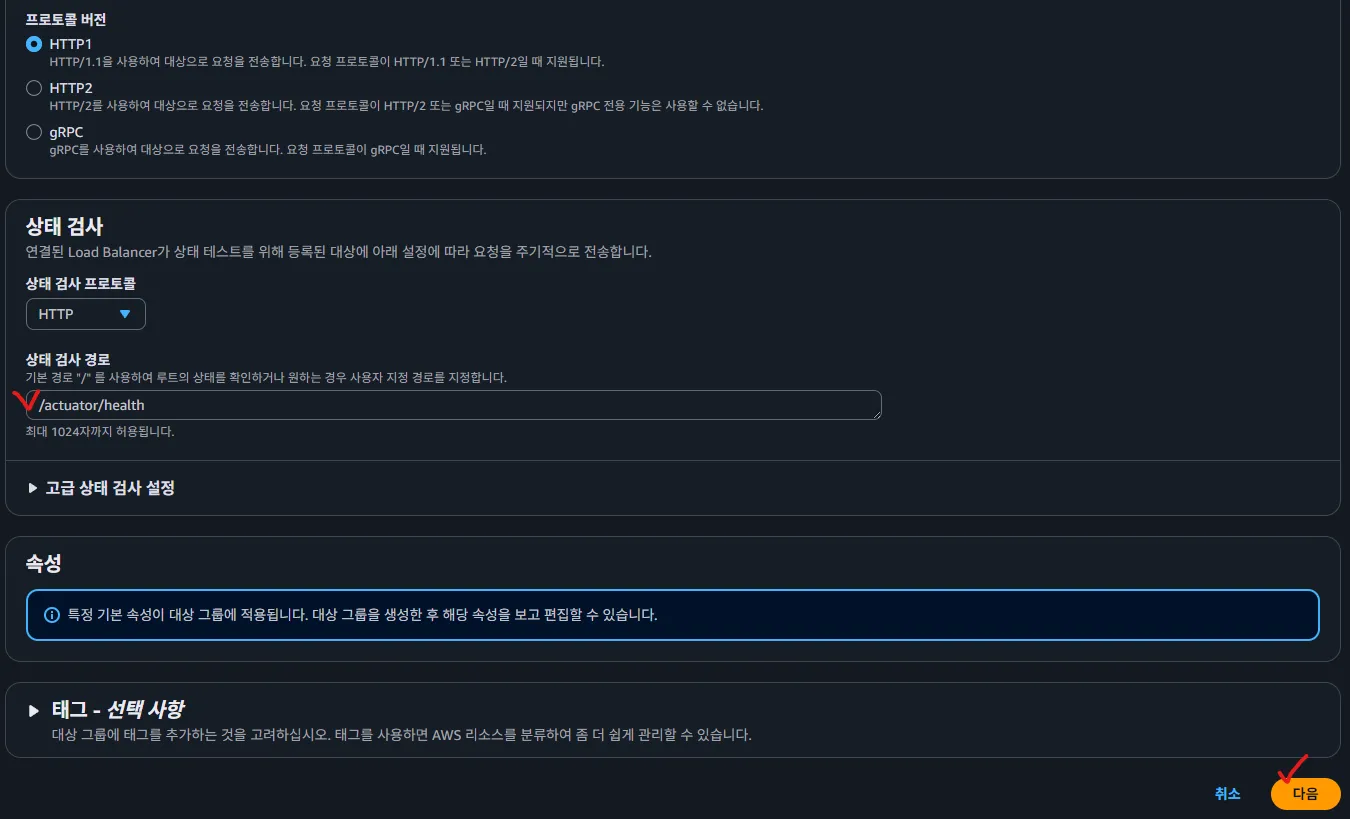 프로토콜 버전
HTTP1
HTTP/1.1을 사용하여 대상으로 요청을 전송합니다. 요청 프로토콜이 HTTP/1.1 또는 HTTP/2일 때 지원됩니다.
HTTP2
HTTP/2를 사용하여 대상으로 요청을 전송합니다. 요청 프로토콜이 HTTP/2 또는 gRPC일 때 지원되지만 gRPC 전용 기능은 사용할 수 없습니다.
gRPC
gRPC를 사용하여 대상으로 요청을 전송합니다. 요청 프로토콜이 gRPC일 때 지원됩니다.
상태 검사
연결된 Load Balancer가 상태 테스트를 위해 등록된 대상에 아래 설정에 따라 요청을 주기적으로 전송합니다.
상태 검사 프로토콜
HTTP
상태 검사 경로
기본 경로 "/" 를 사용하여 루트의 상태를 확인하거나 원하는 경우 사용자 지정 경로를 지정합니다.
/actuator/health
최대 1024자까지 허용됩니다.
고급 상태 검사 설정
속성
특정 기본 속성이 대상 그룹에 적용됩니다. 대상 그룹을 생성한 후 해당 속성을 보고 편집할 수 있습니다.
태그 - 선택 사항
대상 그룹에 태그를 추가하는 것을 고려하십시오. 태그를 사용하면 AWS 리소스를 분류하여 좀 더 쉽게 관리할 수 있습니다.
취소 다음